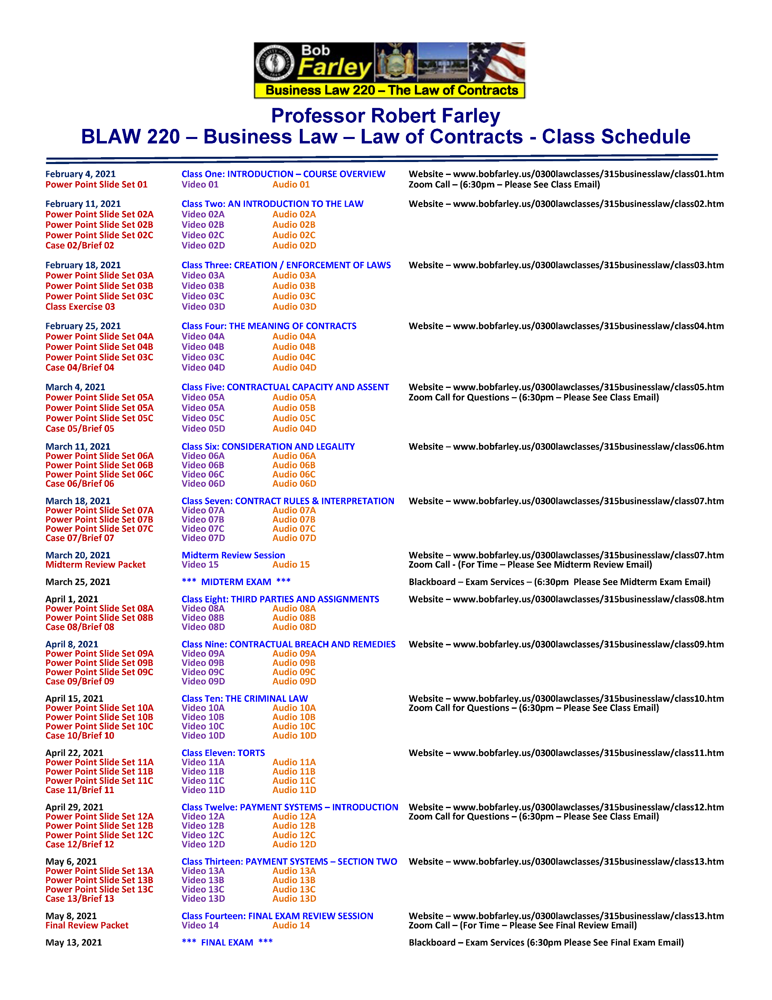 Bob
Farley
Business Law 220 – The Law of Contracts
Professor Robert Farley
BLAW 220 – Business Law – Law of Contracts - Class Schedule
February 4, 2021 Class One: INTRODUCTION – COURSE OVERVIEW Website – www.bobfarley.us/0300lawclasses/315businesslaw/class01.htm
Power Point Slide Set 01 Video 01 Audio 01 Zoom Call – (6:30pm – Please See Class Email)
February 11, 2021 Class Two: AN INTRODUCTION TO THE LAW Website – www.bobfarley.us/0300lawclasses/315businesslaw/class02.htm
Power Point Slide Set 02A Video 02A Audio 02A
Power Point Slide Set 02B Video 02B Audio 02B
Power Point Slide Set 02C Video 02C Audio 02C
Case 02/Brief 02 Video 02D Audio 02D
February 18, 2021 Class Three: CREATION / ENFORCEMENT OF LAWS Website – www.bobfarley.us/0300lawclasses/315businesslaw/class03.htm
Power Point Slide Set 03A Video 03A Audio 03A
Power Point Slide Set 03B Video 03B Audio 03B
Power Point Slide Set 03C Video 03C Audio 03C
Class Exercise 03 Video 03D Audio 03D
February 25, 2021 Class Four: THE MEANING OF CONTRACTS Website – www.bobfarley.us/0300lawclasses/315businesslaw/class04.htm
Power Point Slide Set 04A Video 04A Audio 04A
Power Point Slide Set 04B Video 04B Audio 04B
Power Point Slide Set 03C Video 03C Audio 04C
Case 04/Brief 04 Video 04D Audio 04D
March 4, 2021 Class Five: CONTRACTUAL CAPACITY AND ASSENT Website – www.bobfarley.us/0300lawclasses/315businesslaw/class05.htm
Power Point Slide Set 05A Video 05A Audio 05A Zoom Call for Questions – (6:30pm – Please See Class Email)
Power Point Slide Set 05A Video 05A Audio 05B
Power Point Slide Set 05C Video 05C Audio 05C
Case 05/Brief 05 Video 05D Audio 04D
March 11, 2021 Class Six: CONSIDERATION AND LEGALITY Website – www.bobfarley.us/0300lawclasses/315businesslaw/class06.htm
Power Point Slide Set 06A Video 06A Audio 06A
Power Point Slide Set 06B Video 06B Audio 06B
Power Point Slide Set 06C Video 06C Audio 06C
Case 06/Brief 06 Video 06D Audio 06D
March 18, 2021 Class Seven: CONTRACT RULES & INTERPRETATION Website – www.bobfarley.us/0300lawclasses/315businesslaw/class07.htm
Power Point Slide Set 07A Video 07A Audio 07A
Power Point Slide Set 07B Video 07B Audio 07B
Power Point Slide Set 07C Video 07C Audio 07C
Case 07/Brief 07 Video 07D Audio 07D
March 20, 2021 Midterm Review Session Website – www.bobfarley.us/0300lawclasses/315businesslaw/class07.htm
Midterm Review Packet Video 15 Audio 15 Zoom Call - (For Time – Please See Midterm Review Email)
March 25, 2021 *** MIDTERM EXAM *** Blackboard – Exam Services – (6:30pm Please See Midterm Exam Email)
April 1, 2021 Class Eight: THIRD PARTIES AND ASSIGNMENTS Website – www.bobfarley.us/0300lawclasses/315businesslaw/class08.htm
Power Point Slide Set 08A Video 08A Audio 08A
Power Point Slide Set 08B Video 08B Audio 08B
Case 08/Brief 08 Video 08D Audio 08D
April 8, 2021 Class Nine: CONTRACTUAL BREACH AND REMEDIES Website – www.bobfarley.us/0300lawclasses/315businesslaw/class09.htm
Power Point Slide Set 09A Video 09A Audio 09A
Power Point Slide Set 09B Video 09B Audio 09B
Power Point Slide Set 09C Video 09C Audio 09C
Case 09/Brief 09 Video 09D Audio 09D
April 15, 2021 Class Ten: THE CRIMINAL LAW Website – www.bobfarley.us/0300lawclasses/315businesslaw/class10.htm
Power Point Slide Set 10A Video 10A Audio 10A Zoom Call for Questions – (6:30pm – Please See Class Email)
Power Point Slide Set 10B Video 10B Audio 10B
Power Point Slide Set 10C Video 10C Audio 10C
Case 10/Brief 10 Video 10D Audio 10D
April 22, 2021 Class Eleven: TORTS Website – www.bobfarley.us/0300lawclasses/315businesslaw/class11.htm
Power Point Slide Set 11A Video 11A Audio 11A
Power Point Slide Set 11B Video 11B Audio 11B
Power Point Slide Set 11C Video 11C Audio 11C
Case 11/Brief 11 Video 11D Audio 11D
April 29, 2021 Class Twelve: PAYMENT SYSTEMS – INTRODUCTION Website – www.bobfarley.us/0300lawclasses/315businesslaw/class12.htm
Power Point Slide Set 12A Video 12A Audio 12A Zoom Call for Questions – (6:30pm – Please See Class Email)
Power Point Slide Set 12B Video 12B Audio 12B
Power Point Slide Set 12C Video 12C Audio 12C
Case 12/Brief 12 Video 12D Audio 12D
May 6, 2021 Class Thirteen: PAYMENT SYSTEMS – SECTION TWO Website – www.bobfarley.us/0300lawclasses/315businesslaw/class13.htm
Power Point Slide Set 13A Video 13A Audio 13A
Power Point Slide Set 13B Video 13B Audio 13B
Power Point Slide Set 13C Video 13C Audio 13C
Case 13/Brief 13 Video 13D Audio 13D
May 8, 2021 Class Fourteen: FINAL EXAM REVIEW SESSION Website – www.bobfarley.us/0300lawclasses/315businesslaw/class13.htm
Final Review Packet Video 14 Audio 14 Zoom Call – (For Time – Please See Final Review Email)
May 13, 2021 *** FINAL EXAM *** Blackboard – Exam Services (6:30pm Please See Final Exam Email)